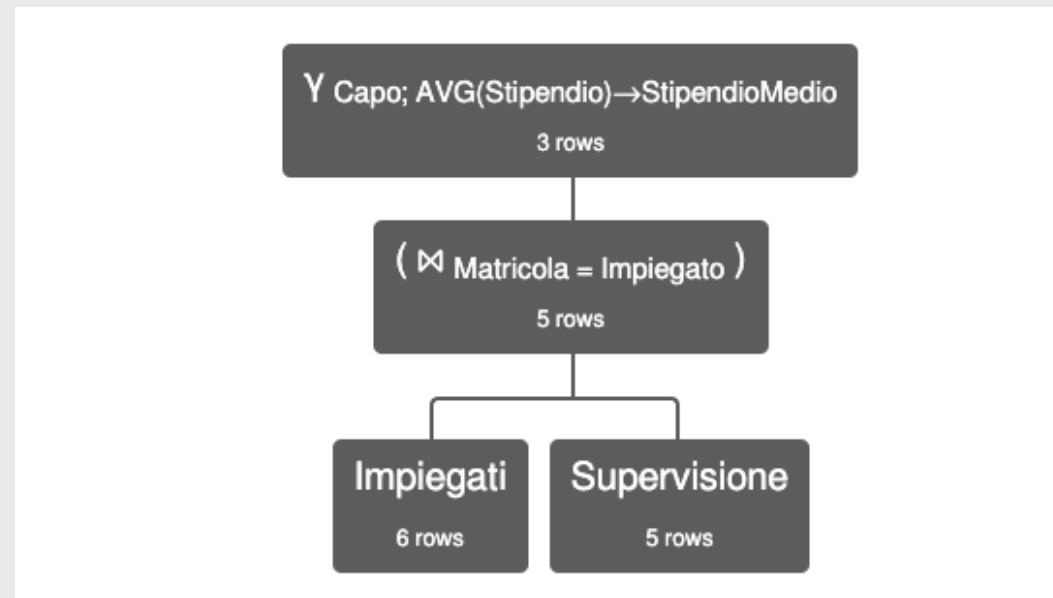 γ Capo; AVG(Stipendio)→StipendioMedio
3 rows
( ⋈ Matricola = Impiegato )
5 rows
Impiegati
6 rows
Supervisione
5 rows